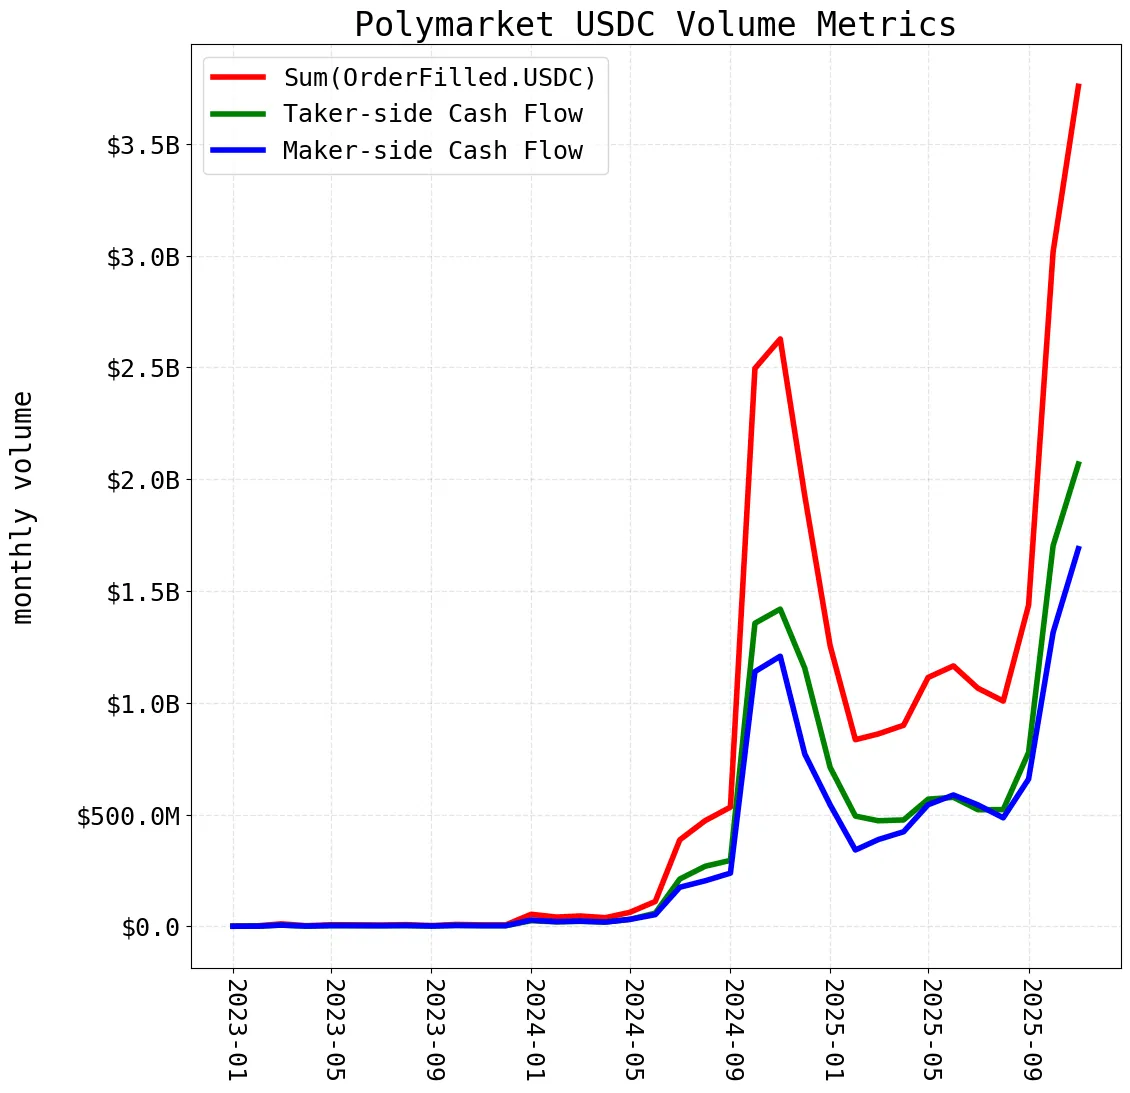 Polymarket USDC Volume Metrics
Sum(OrderFilled.USDC)
Taker-side Cash Flow
Maker-side Cash Flow
monthly volume
$3.5B
$3.0B
$2.5B
$2.0B
$1.5B
$1.0B
$500.0M
$0.0
2023-01
2023-05
2023-09
2024-01
2024-05
2024-09
2025-01
2025-05
2025-09